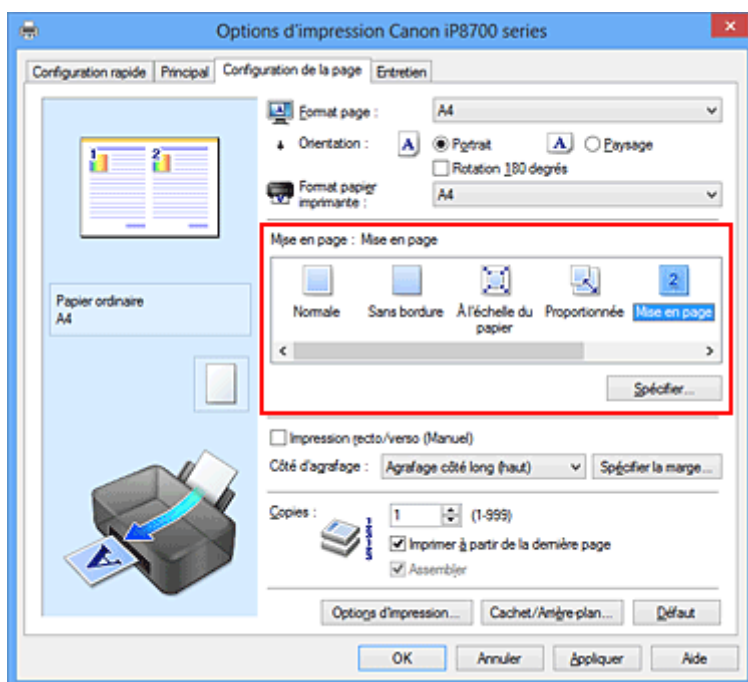 Options d'impression Canon iP8700 series
Configuration rapide
Principal
Configuration de la page
Entretien
1 2
Papier ordinaire
A4
Format page : A4
Orientation : A Portrait A Paysage
Rotation 180 degrés
Format papier
imprimante : A4
Mise en page : Mise en page
2
Normale
Sans bordure
À l'échelle du
papier
Proportionnée
Mise en page
Spécifier...
Impression recto/verso (Manuel)
Côté d'agrafage : Agrafage côté long (haut) Spécifier la marge...
Copies : 1 (1-999)
Imprimer à partir de la dernière page
Assembler
A
Options d'impression... Cachet/Arrière-plan... Défaut
OK Annuler Appliquer Aide